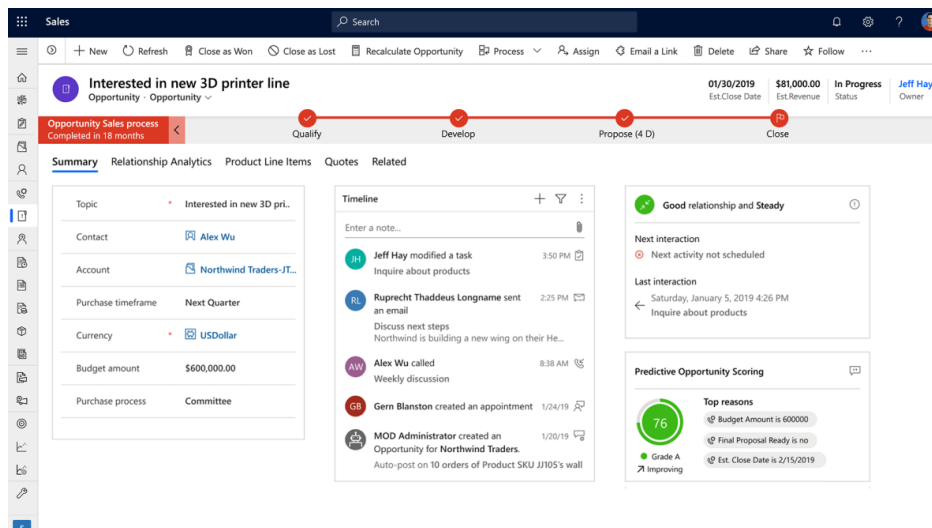 Sales
Search
?
New
Refresh
Close as Won
Close as Lost
Recalculate Opportunity
Process
Assign
Email a Link
Delete
Share
Follow
Interested in new 3D printer line
Opportunity · Opportunity
01/30/2019
Est.Close Date
$81,000.00
Est.Revenue
In Progress
Status
Jeff Hay
Owner
Opportunity Sales process
Completed in 18 months
Qualify
Develop
Propose (4 D)
Close
Summary
Relationship Analytics
Product Line Items
Quotes
Related
Topic * Interested in new 3D pri..
Contact Alex Wu
Account Northwind Traders-JT...
Purchase timeframe Next Quarter
Currency * USDollar
Budget amount $600,000.00
Purchase process Committee
Timeline
Enter a note...
JH
Jeff Hay modified a task 3:50 PM
Inquire about products
RL
Ruprecht Thaddeus Longname sent 2:25 PM
an email
Discuss next steps
Northwind is building a new wing on their He...
AW
Alex Wu called 8:38 AM
Weekly discussion
GB
Gern Blanston created an appointment 1/24/19
MOD Administrator created an 1/20/19
Opportunity for Northwind Traders.
Auto-post on 10 orders of Product SKU JJ105's wall
Good relationship and Steady
Next interaction
Next activity not scheduled
Last interaction
Saturday, January 5, 2019 4:26 PM
Inquire about products
Predictive Opportunity Scoring
76
Grade A
Improving
Top reasons
Budget Amount is 600000
Final Proposal Ready is no
Est. Close Date is 2/15/2019